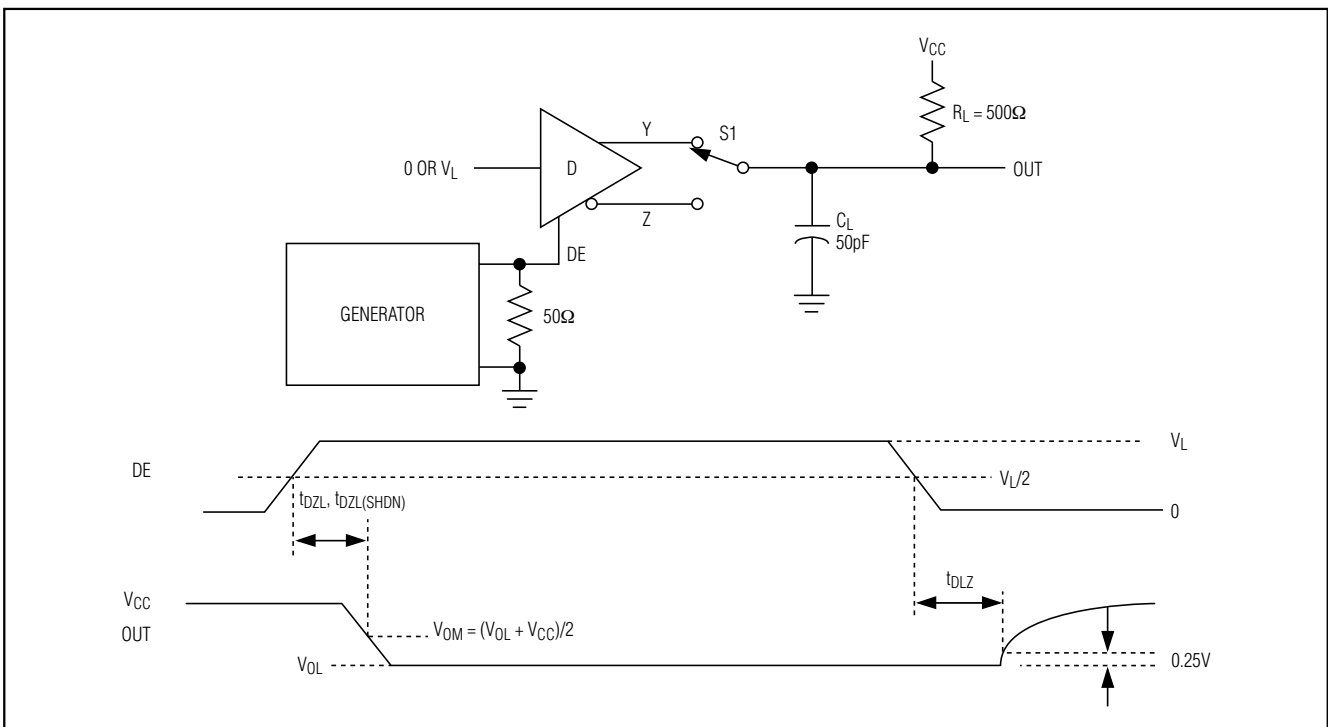 VCC
RL = 500Ω
Y
S1
0 OR VL
D
OUT
Z
CL
50pF
DE
GENERATOR
50Ω
VL
DE
VL/2
tDZL, tDZL(SHDN)
0
tDLZ
VCC
OUT
VOM = (VOL + VCC)/2
VOL
0.25V